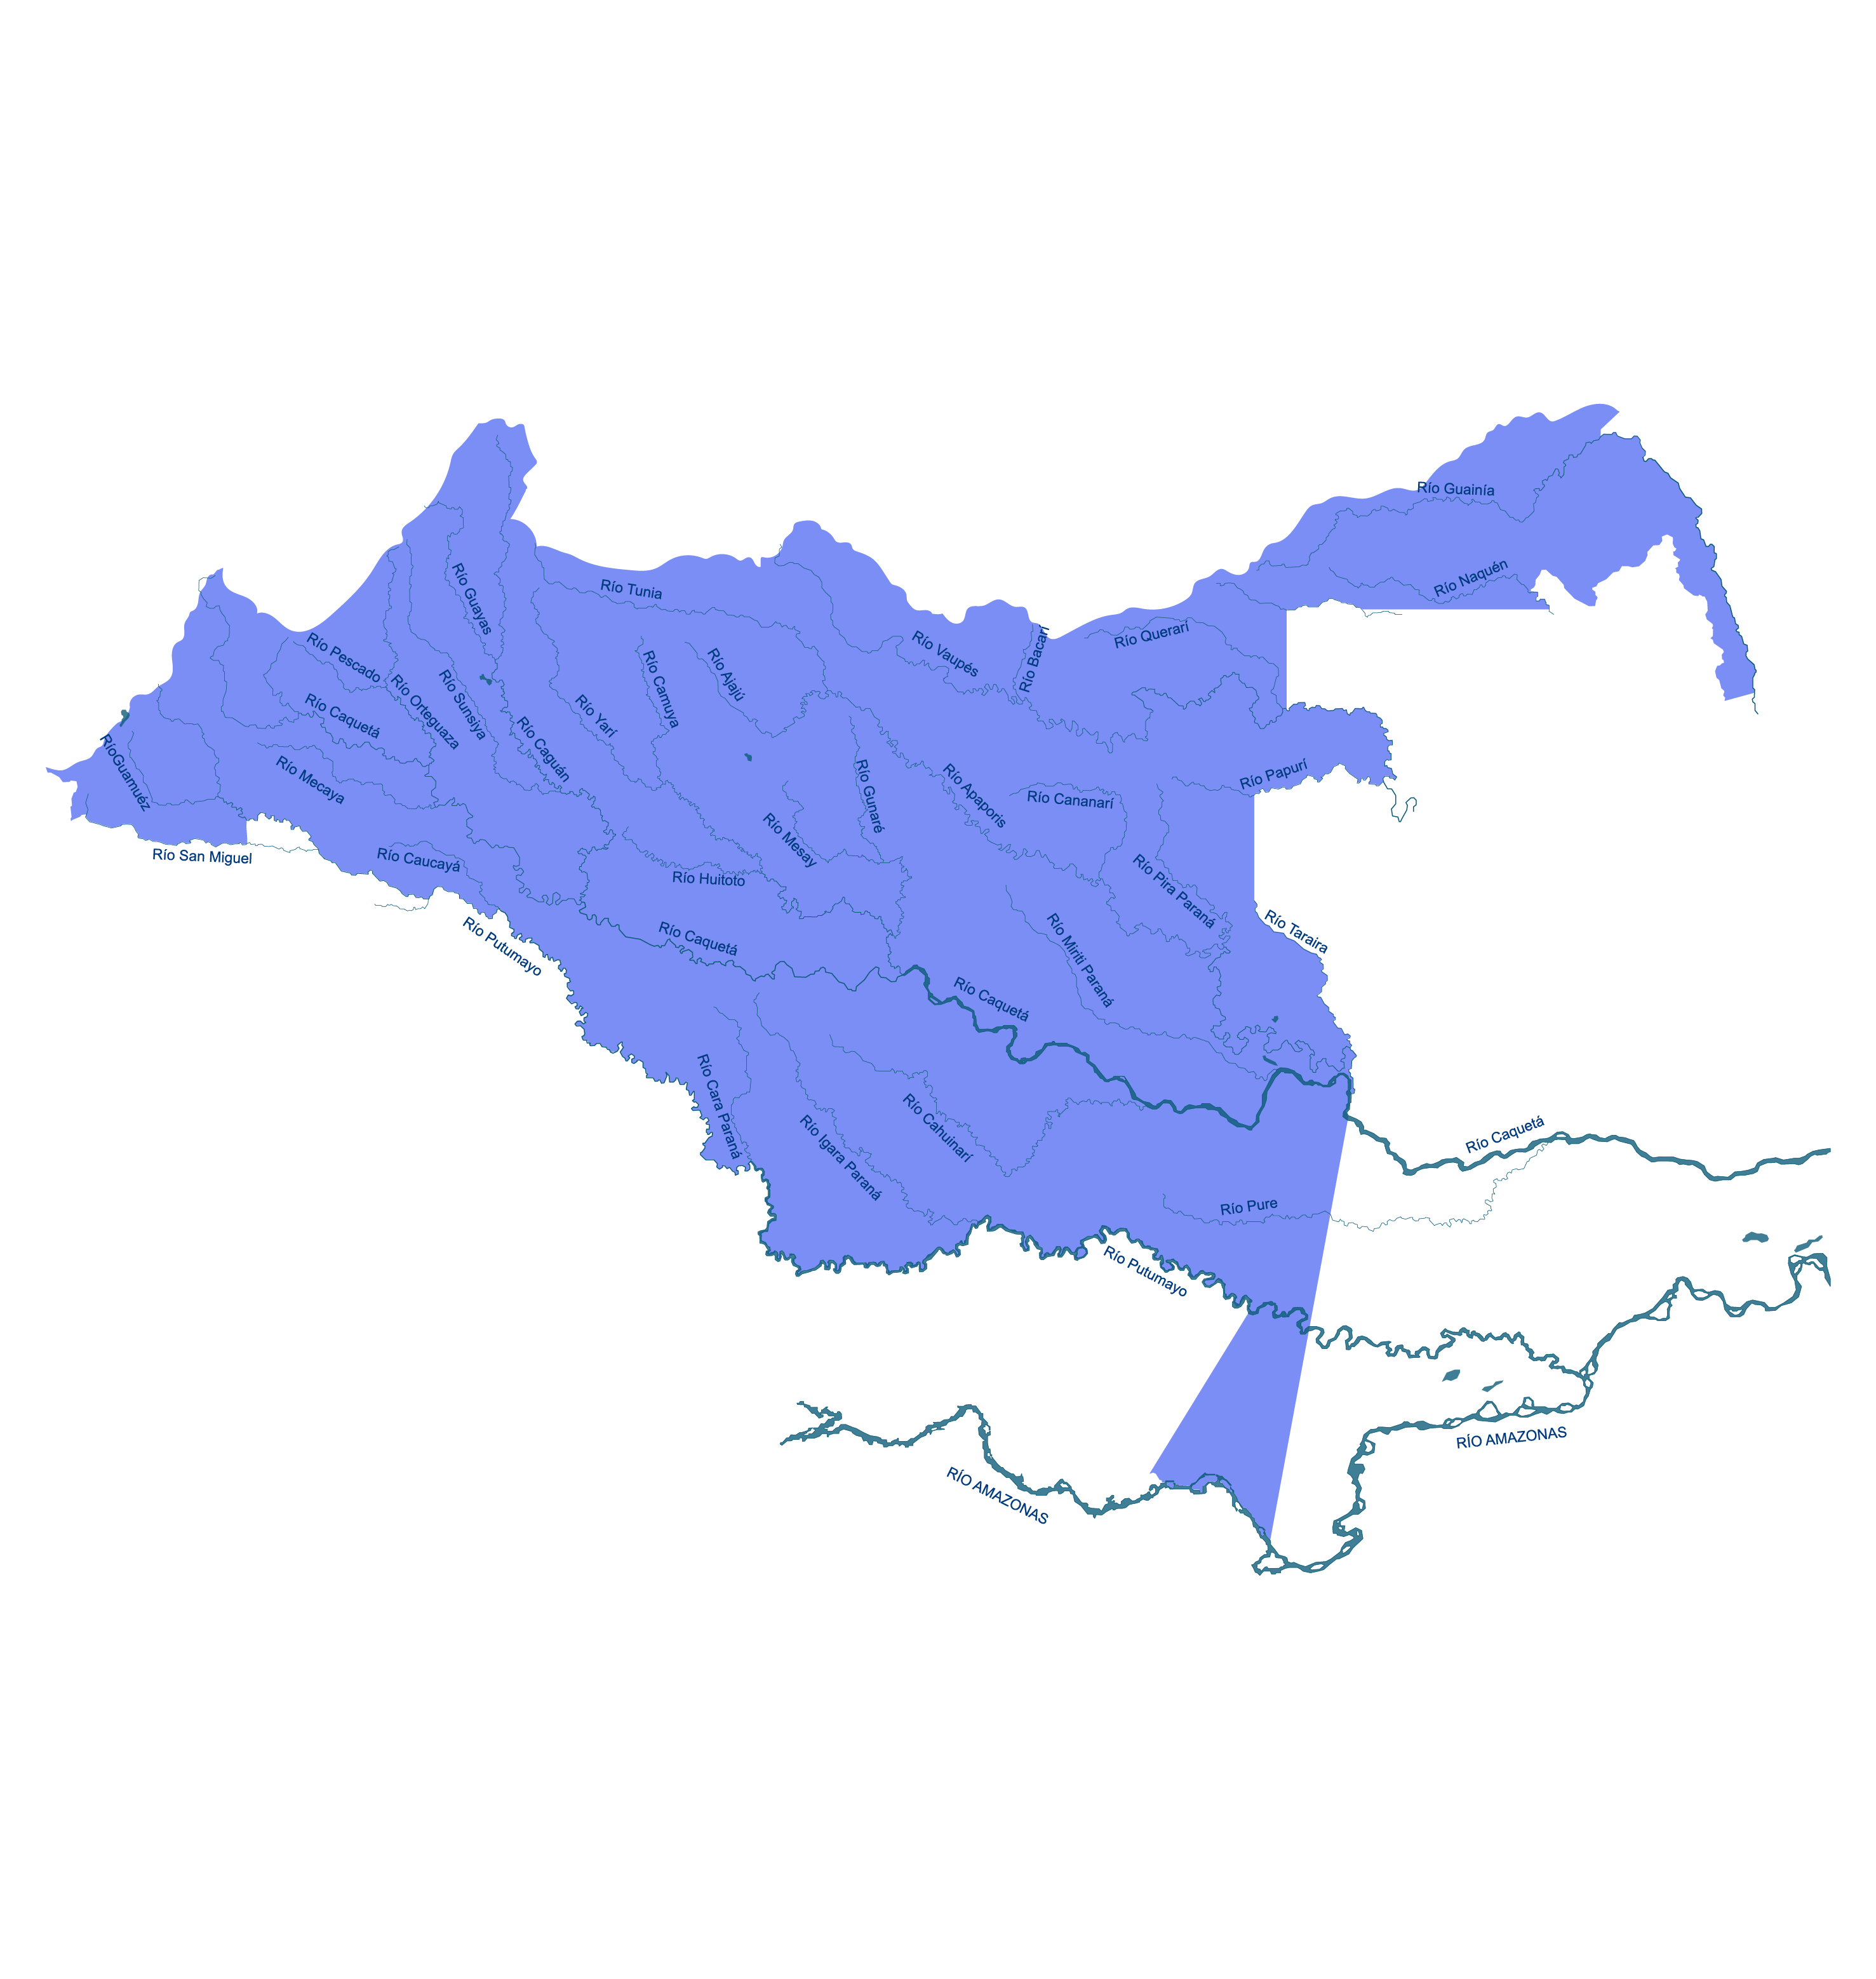 Río Guainía
Río Naquén
Río Guayas
Río Tunia
Río Bacarí
Río Querarí
Río Vaupés
Río Pescado
Río Orteguaza
Río Sunsiya
Río Camuya
Río Ajajú
Río Caquetá
Río Yarí
Río Caguán
RíoGuamuéz
Río Mecaya
Río Gunaré
Río Apaporis
Río Cananarí
Río Papurí
Río San Miguel
Río Caucayá
Río Mesay
Río Huitoto
Río Pira Paraná
Río Taraira
Río Putumayo
Río Caquetá
Río Miriti Paraná
Río Caquetá
Río Cara Paraná
Río Cahuinarí
Río Igara Paraná
Río Caquetá
Río Pure
Río Putumayo
RÍO AMAZONAS
RÍO AMAZONAS